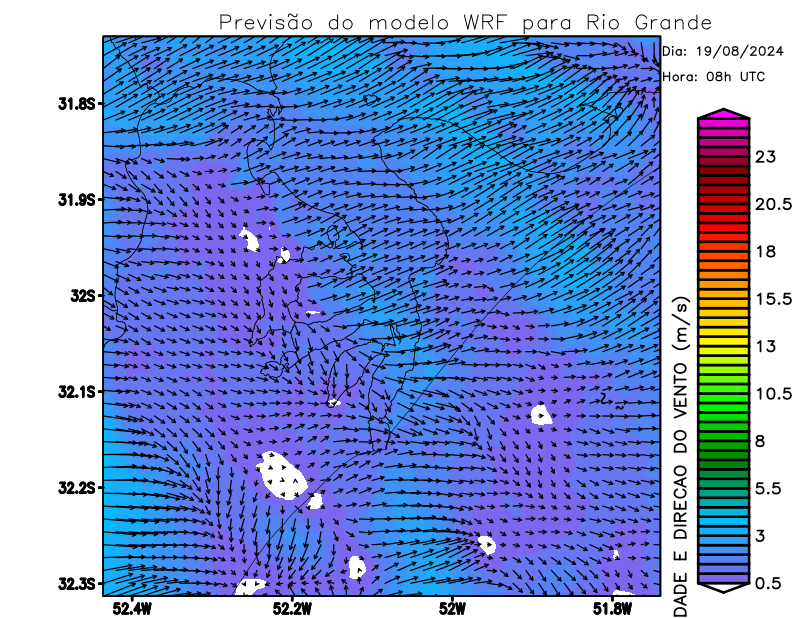 Previsão do modelo WRF para Rio Grande
Dia: 19/08/2024
Hora: 08h UTC
31.8S
31.9S
32S
32.1S
32.2S
32.3S
52.4W
52.2W
52W
51.8W
23
20.5
18
15.5
13
10.5
8
5.5
3
0.5
DADE E DIRECAO DO VENTO (m/s)